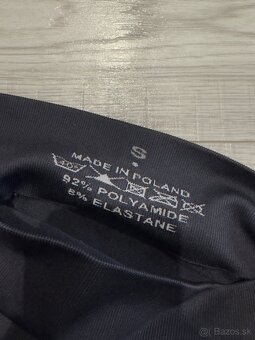 S
MADE IN POLAND
92% POLYAMIDE
8% ELASTANE
Bazos.sk